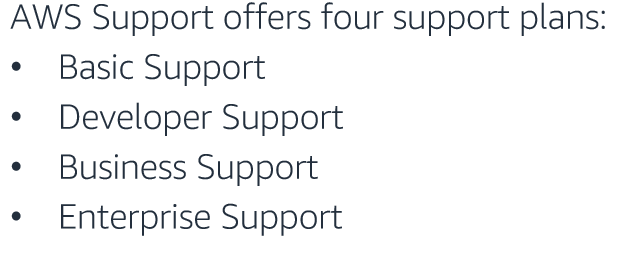 AWS Support offers four support plans:
• Basic Support
• Developer Support
• Business Support
• Enterprise Support